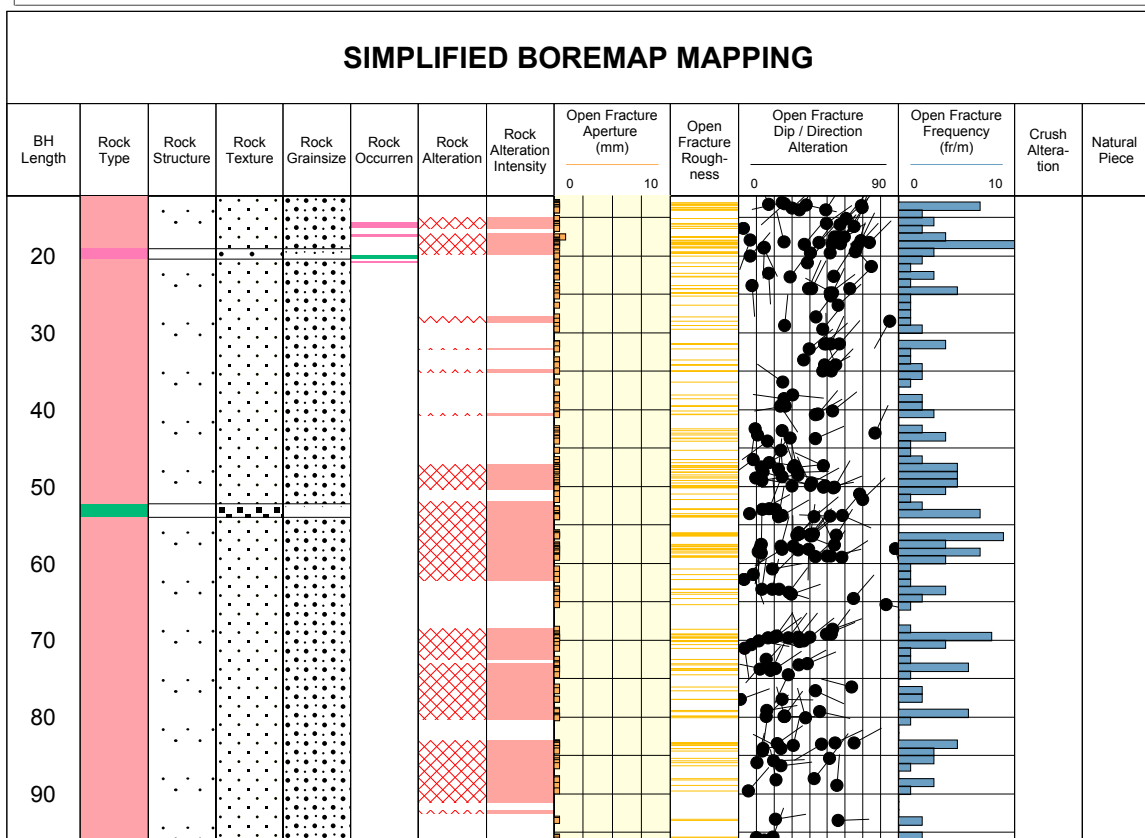 SIMPLIFIED BOREMAP MAPPING
BH
Length
Rock
Type
Rock
Structure
Rock
Texture
Rock
Grainsize
Rock
Occurren
Rock
Alteration
Rock
Alteration
Intensity
Open Fracture
Aperture
(mm)
0 10
Open
Fracture
Rough-
ness
Open Fracture
Dip / Direction
Alteration
0 90
Open Fracture
Frequency
(fr/m)
0 10
Crush
Altera-
tion
Natural
Piece
20
30
40
50
60
70
80
90